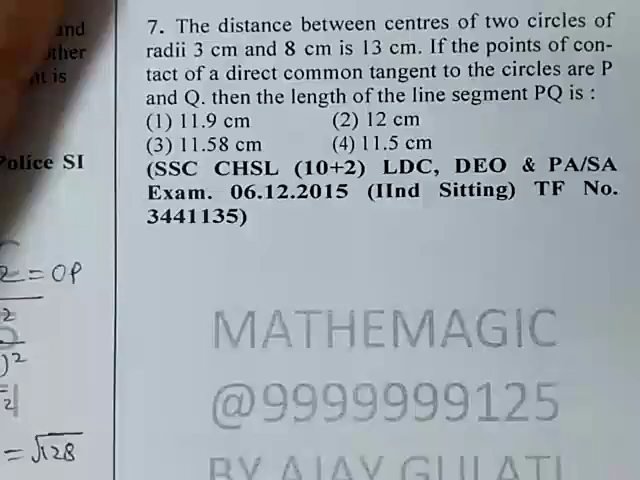 and
7. The distance between centres of two circles of
radii 3 cm and 8 cm is 13 cm. If the points of con-
tact of a direct common tangent to the circles are P
and Q. then the length of the line segment PQ is :
(1) 11.9 cm (2) 12 cm
(3) 11.58 cm (4) 11.5 cm
(SSC CHSL (10+2) LDC, DEO & PA/SA
Exam. 06.12.2015 (IInd Sitting) TF No.
3441135)
is
Police SI
2 = OP
2
)²
= √128
MATHEMAGIC
@9999999125
BY AJAY GULATI